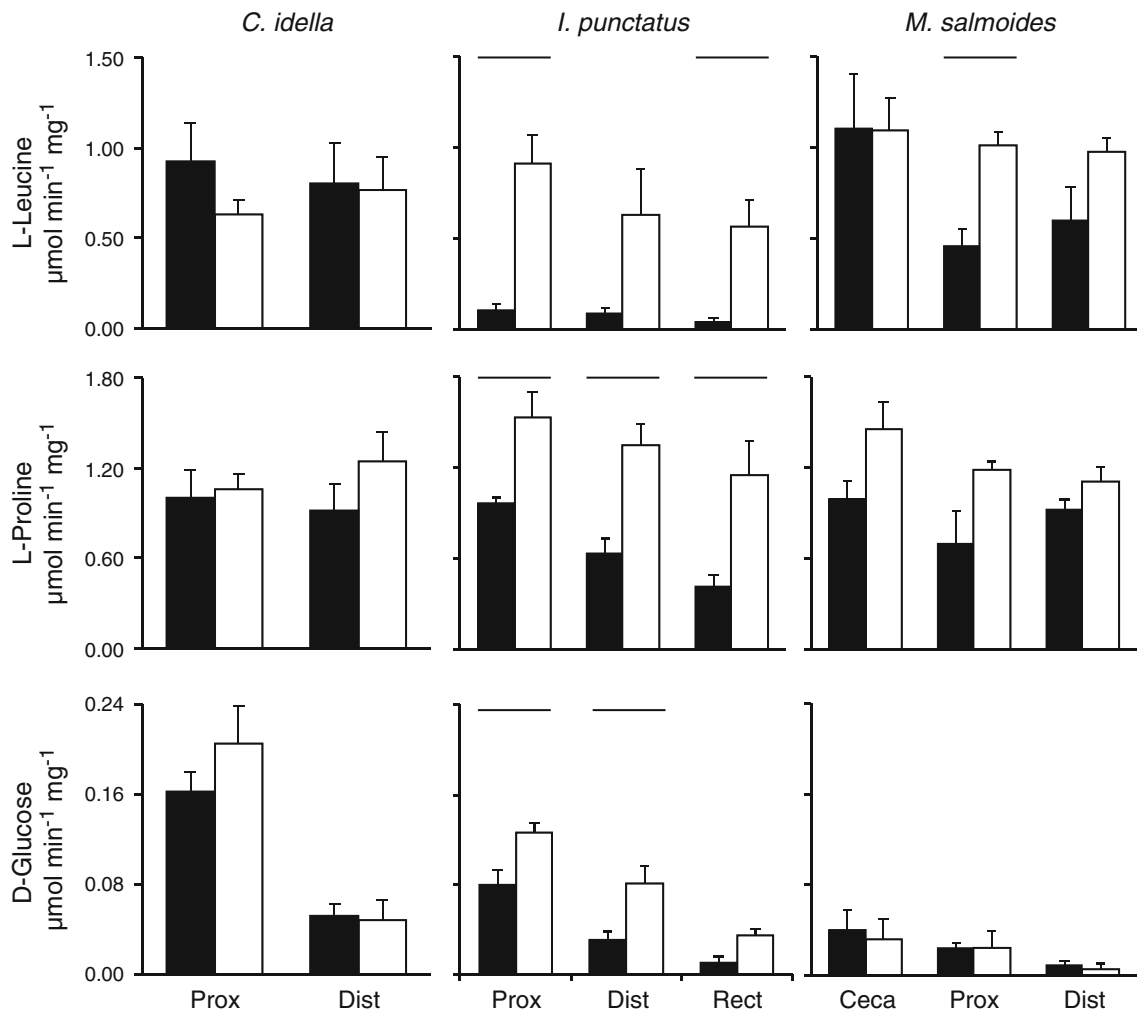 C. idella I. punctatus M. salmoides
L-Leucine
µmol min⁻¹ mg⁻¹
1.50
1.00
0.50
0.00
L-Proline
µmol min⁻¹ mg⁻¹
1.80
1.20
0.60
0.00
D-Glucose
µmol min⁻¹ mg⁻¹
0.24
0.16
0.08
0.00
Prox Dist Prox Dist Rect Ceca Prox Dist